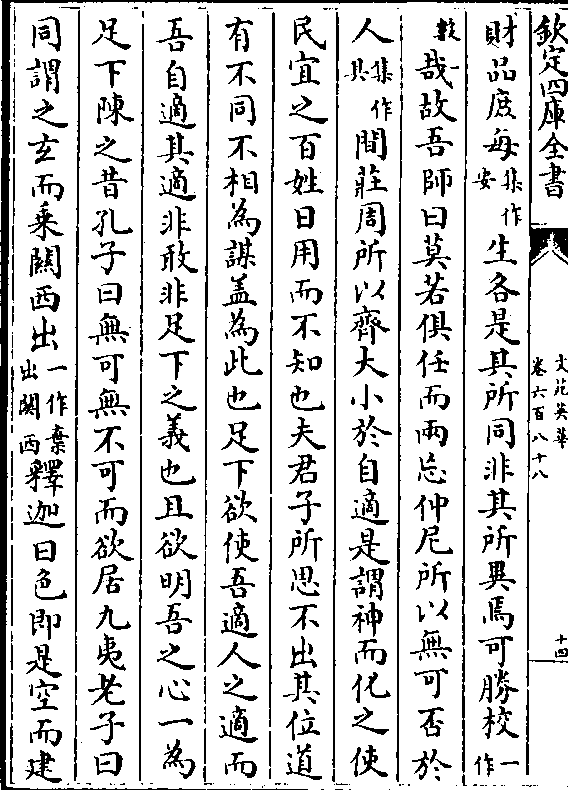 欽定四庫全書
文苑英華
卷六百八十八
十四
財品庶毎集作安生各是其所同非其所異焉可勝校一作
較哉故吾師曰莫若俱任而兩忘仲尼所以無可否於
人集作其間莊周所以齊大小於自適是謂神而化之使
民宜之百姓日用而不知也夫君子所思不出其位道
有不同不相為謀盖為此也足下欲使吾適人之適而
吾自適其適非敢非足下之義也且欲明吾之心一為
足下陳之昔孔子曰無可無不可而欲居九夷老子曰
同謂之玄而乘關西出一作棄出關西釋迦曰色即是空而建